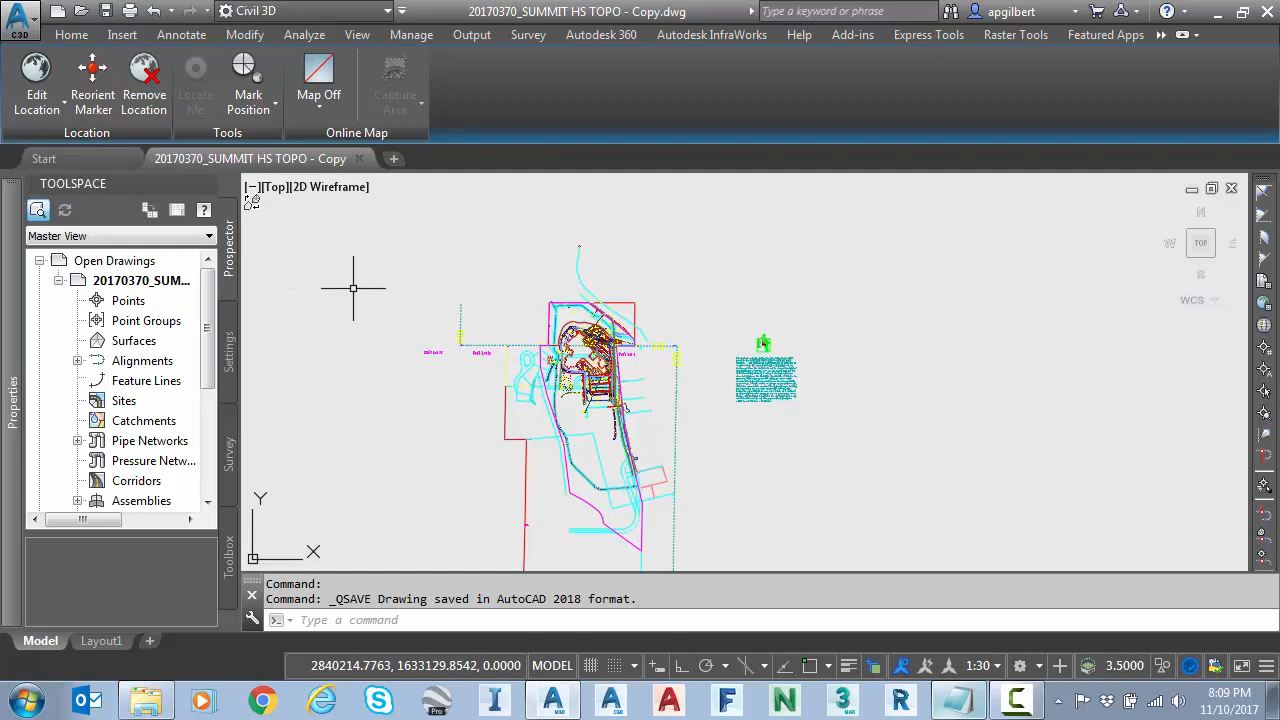 Civil 3D
20170370_SUMMIT HS TOPO - Copy.dwg
Type a keyword or phrase
apgilbert
C3D
Home Insert Annotate Modify Analyze View Manage Output Survey Autodesk 360 Autodesk InfraWorks Help Add-ins Express Tools Raster Tools Featured Apps
Edit Location
Reorient Marker
Remove Location
Locate Me
Mark Position
Map Off
Capture Area
Location
Tools
Online Map
Start
20170370_SUMMIT HS TOPO - Copy
TOOLSPACE
Master View
Open Drawings
20170370_SUM...
Points
Point Groups
Surfaces
Alignments
Feature Lines
Sites
Catchments
Pipe Networks
Pressure Netw...
Corridors
Assemblies
Properties
Prospector
Settings
Survey
Toolbox
[−][Top][2D Wireframe]
N
W TOP E
S
WCS
Y
X
Command:
Command: _QSAVE Drawing saved in AutoCAD 2018 format.
Type a command
Model Layout1
2840214.7763, 1633129.8542, 0.0000 MODEL 1:30 3.5000
Pro
I
A
M3D
A
C3D
A
F
N
3
MAX
R
C
8:09 PM
11/10/2017